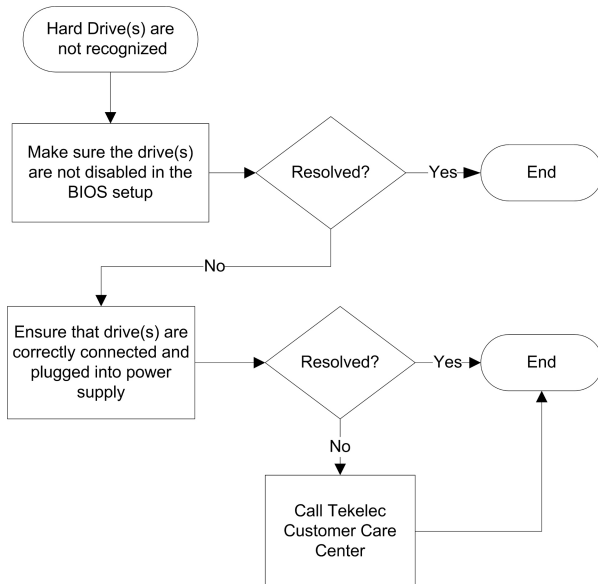 Hard Drive(s) are
not recognized
Make sure the drive(s)
are not disabled in the
BIOS setup
Resolved?
Yes
End
No
Ensure that drive(s) are
correctly connected and
plugged into power
supply
Resolved?
Yes
End
No
Call Tekelec
Customer Care
Center